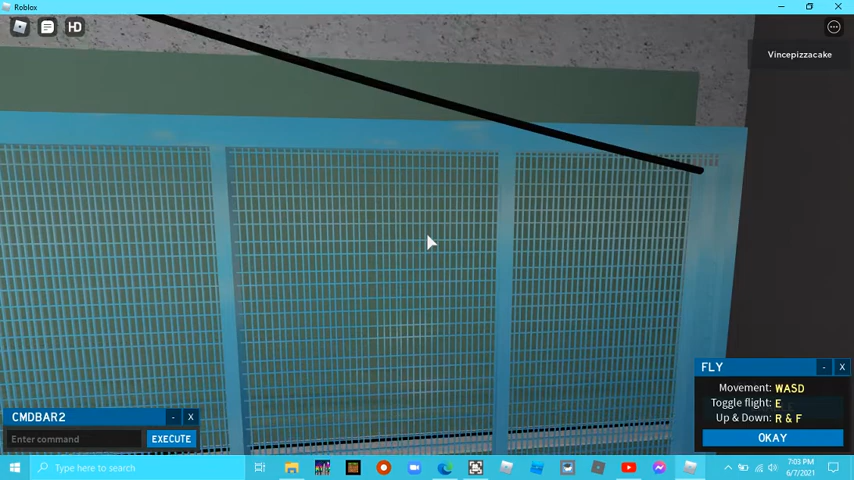 Roblox
HD
Vincepizzacake
FLY
- X
Movement: WASD
Toggle flight: E
Up & Down: R & F
OKAY
CMDBAR2
- X
Enter command
EXECUTE
Type here to search
7:03 PM
6/7/2021